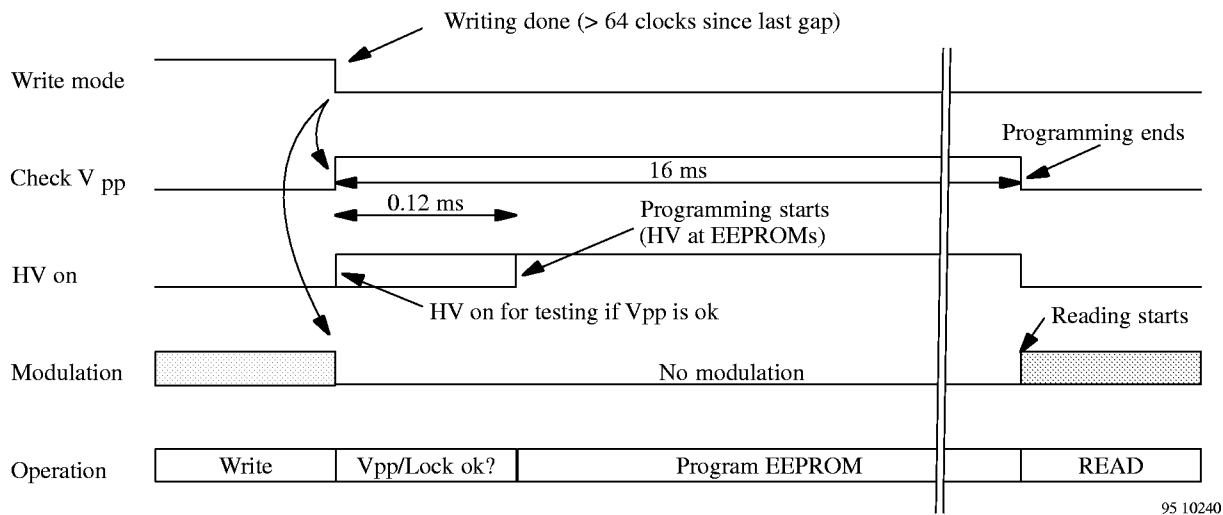 Writing done (> 64 clocks since last gap)
Write mode
Programming ends
Check V pp
16 ms
0.12 ms
Programming starts
(HV at EEPROMs)
HV on
HV on for testing if Vpp is ok
Reading starts
Modulation
No modulation
Operation
Write
Vpp/Lock ok?
Program EEPROM
READ
95 10240